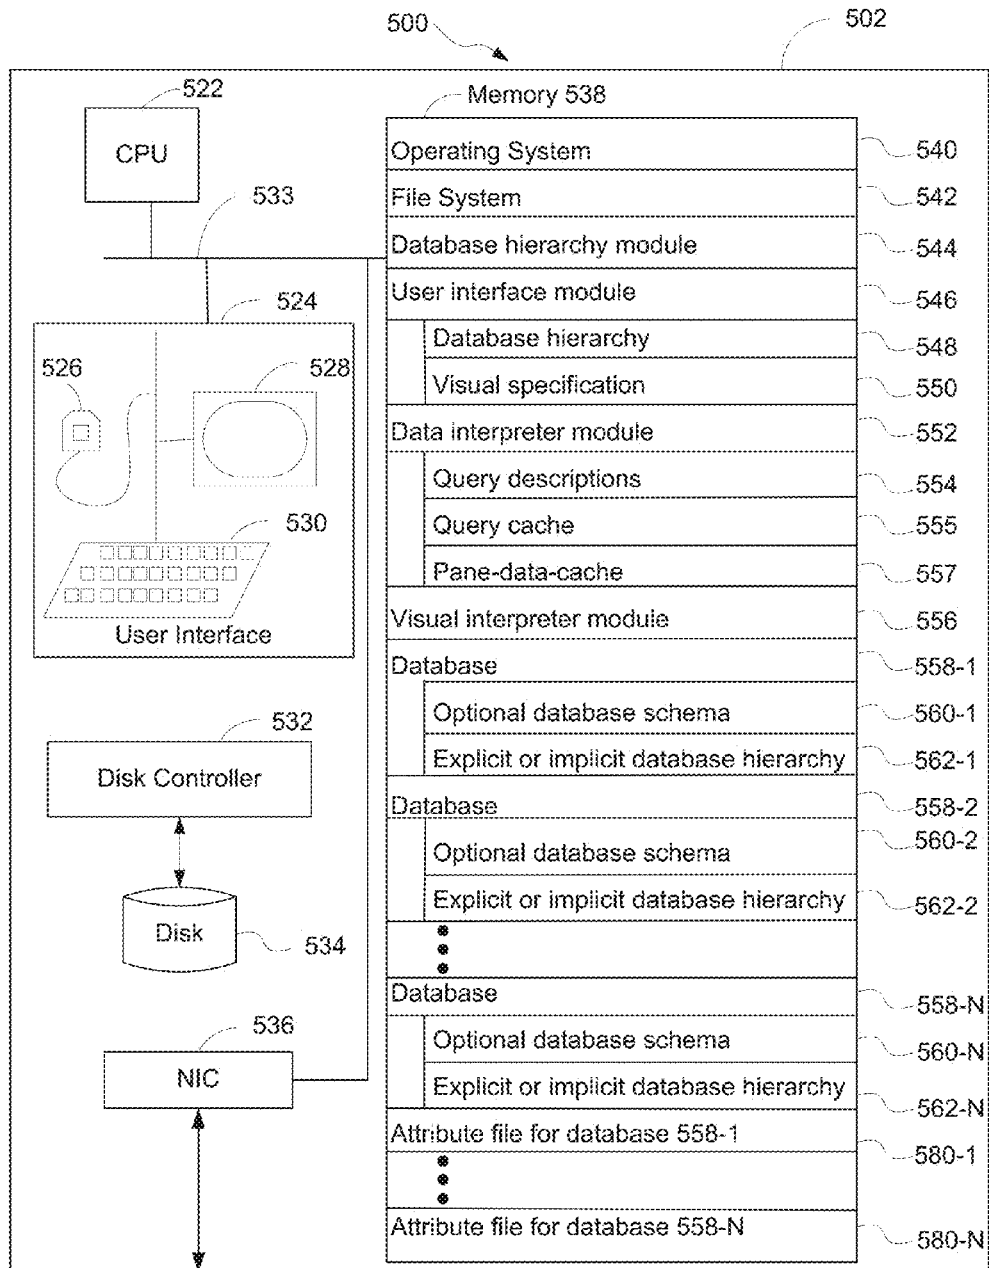 500
502
522
CPU
533
524
526
528
530
User Interface
532
Disk Controller
Disk
534
536
NIC
Memory 538
Operating System 540
File System 542
Database hierarchy module 544
User interface module 546
Database hierarchy 548
Visual specification 550
Data interpreter module 552
Query descriptions 554
Query cache 555
Pane-data-cache 557
Visual interpreter module 556
Database 558-1
Optional database schema 560-1
Explicit or implicit database hierarchy 562-1
Database 558-2
Optional database schema 560-2
Explicit or implicit database hierarchy 562-2
Database 558-N
Optional database schema 560-N
Explicit or implicit database hierarchy 562-N
Attribute file for database 558-1 580-1
Attribute file for database 558-N 580-N